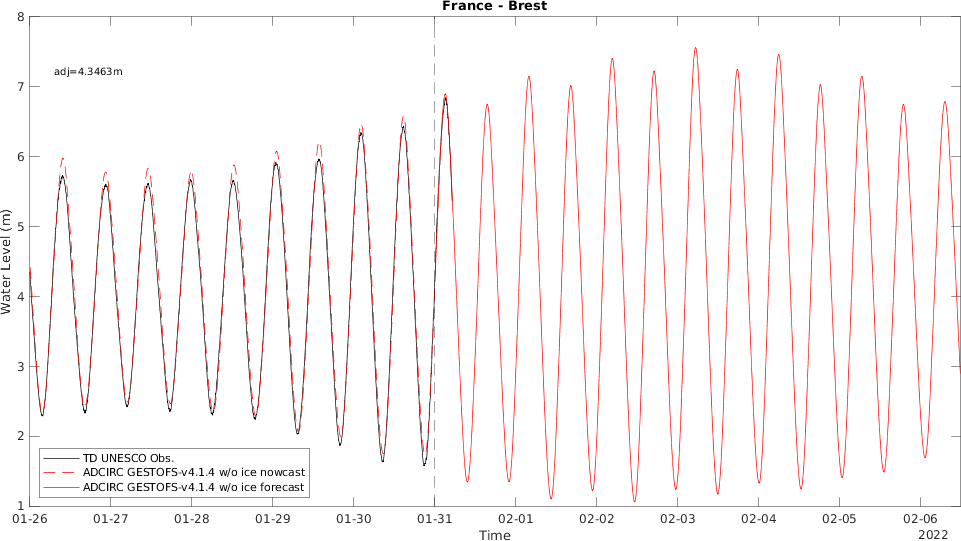 France - Brest
adj=4.3463m
Water Level (m)
8
7
6
5
4
3
2
1
TD UNESCO Obs.
ADCIRC GESTOFS-v4.1.4 w/o ice nowcast
ADCIRC GESTOFS-v4.1.4 w/o ice forecast
01-26 01-27 01-28 01-29 01-30 01-31 02-01 02-02 02-03 02-04 02-05 02-06
Time
2022